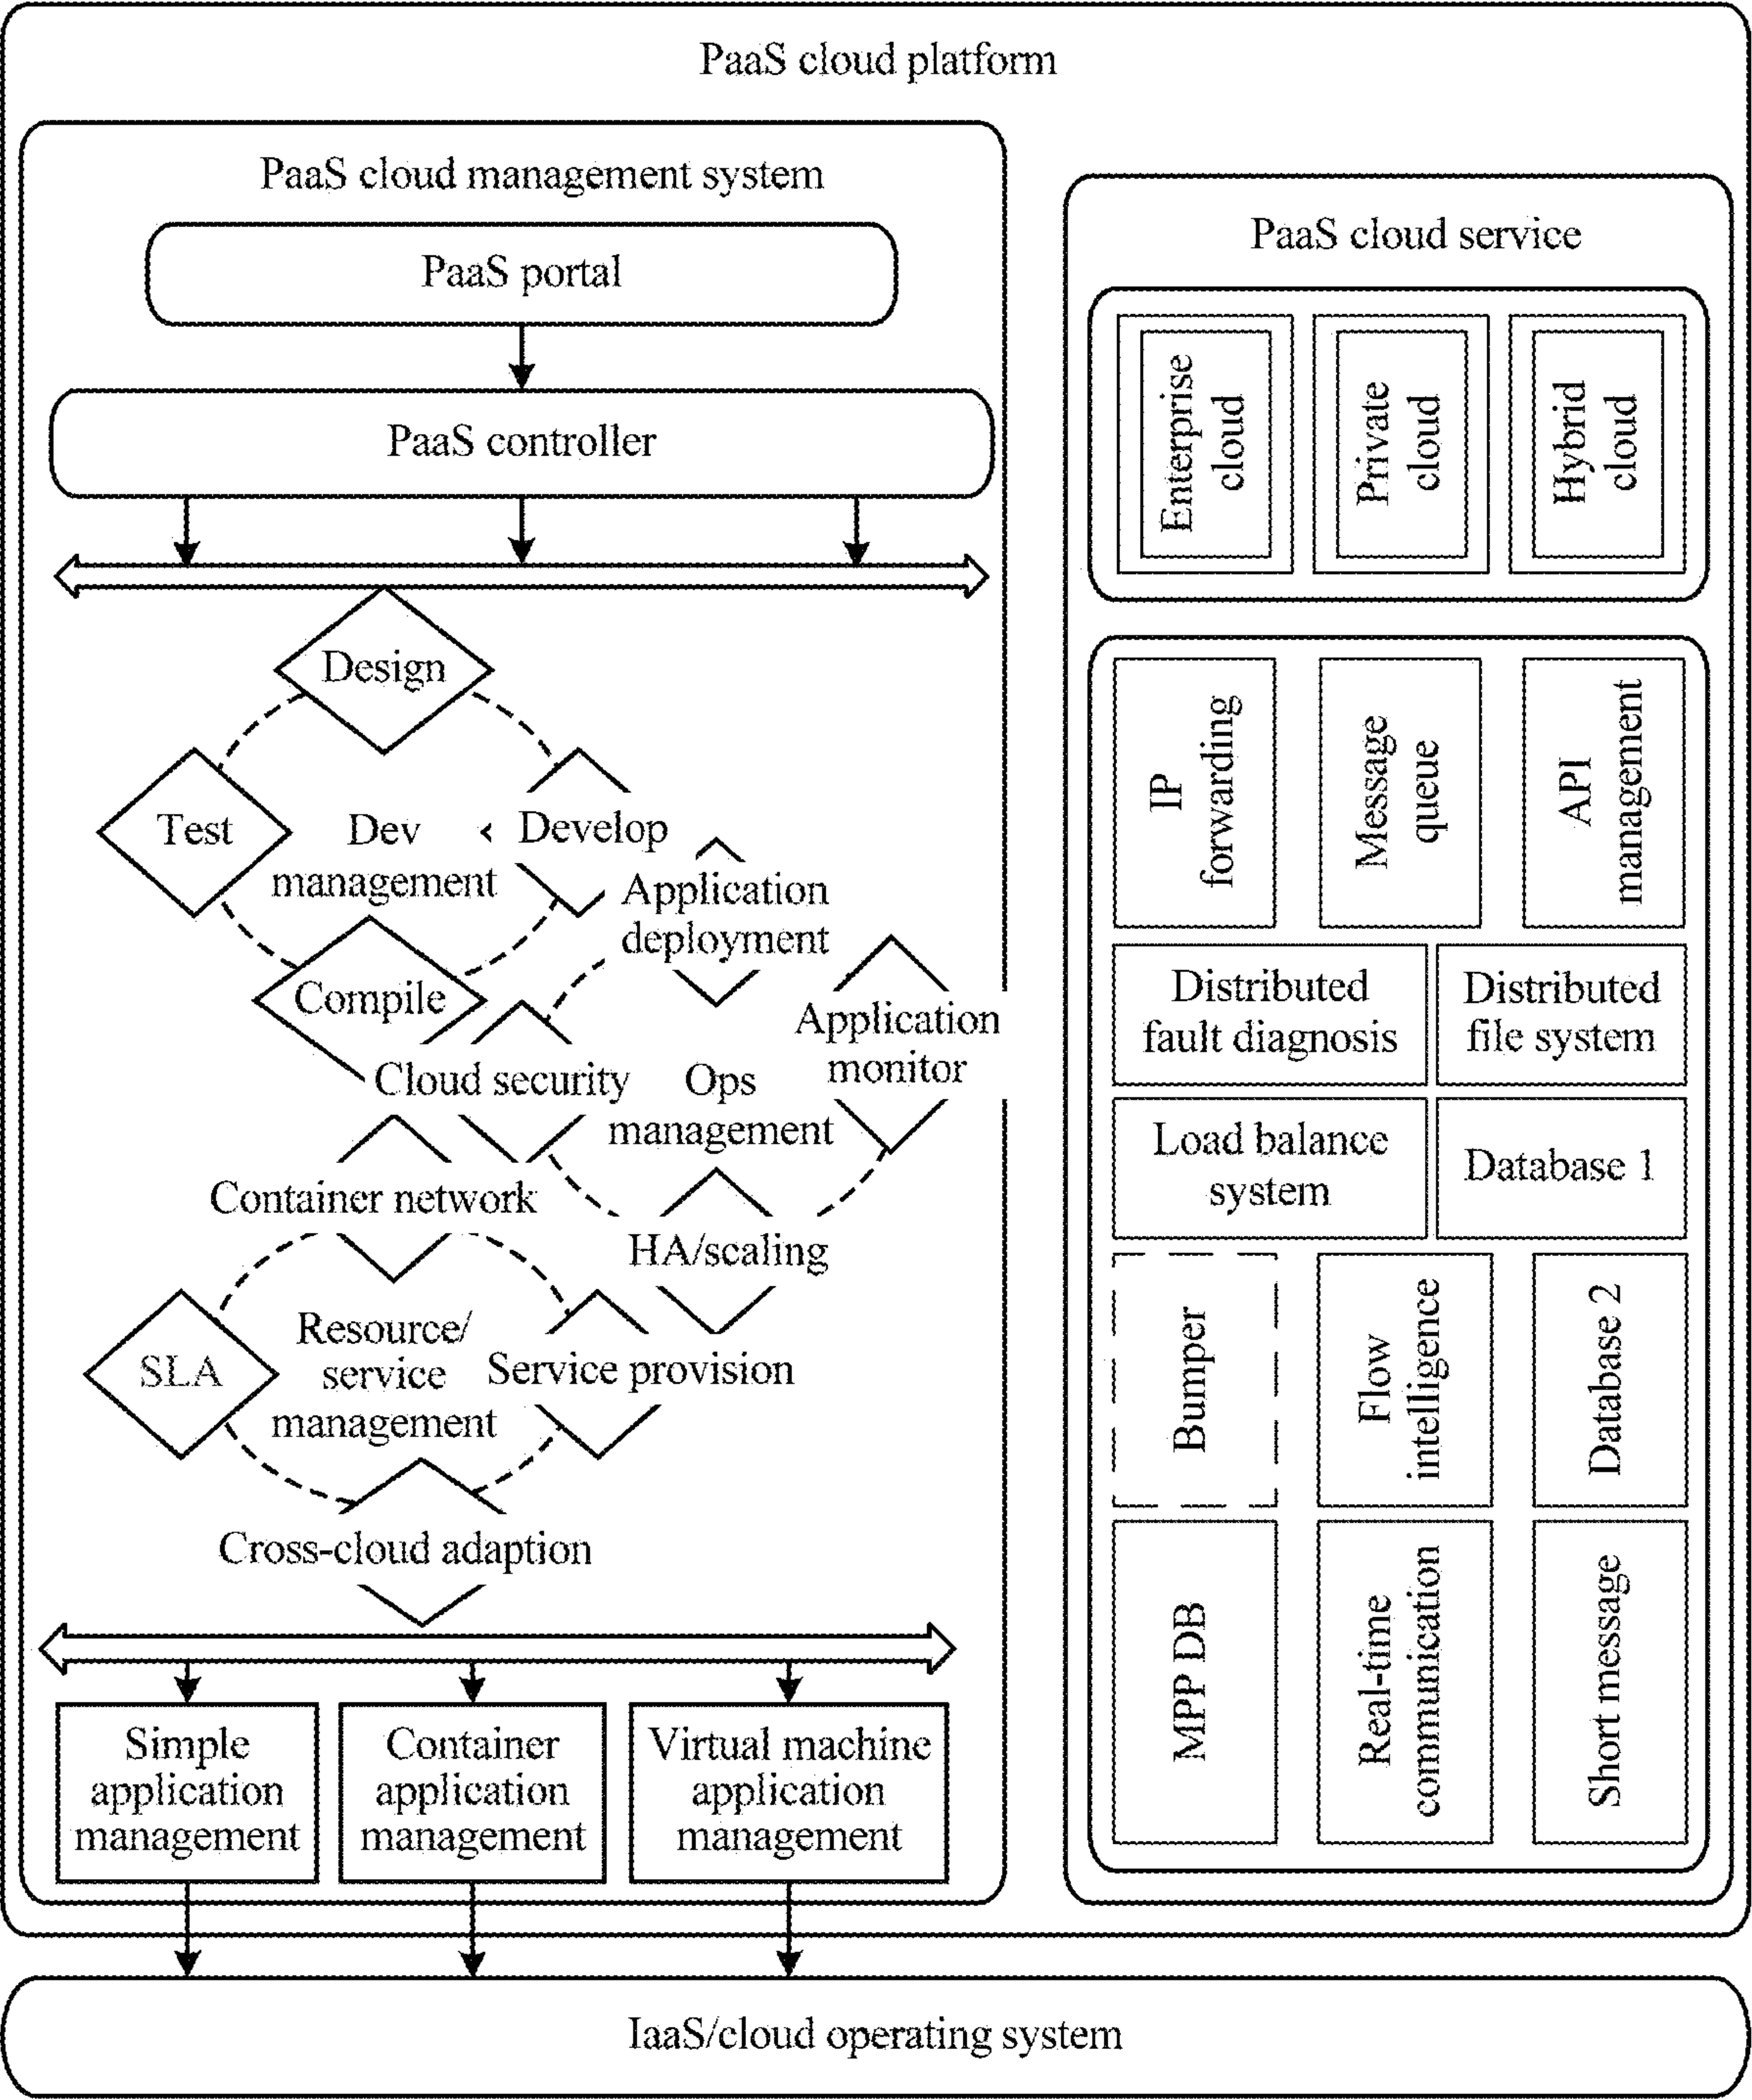 PaaS cloud platform
PaaS cloud management system
PaaS portal
PaaS controller
Design
Test
Dev
management
Develop
Compile
Application
deployment
Application
monitor
Cloud security
Ops
management
HA/scaling
Container network
SLA
Resource/
service
management
Service provision
Cross-cloud adaption
Simple
application
management
Container
application
management
Virtual machine
application
management
PaaS cloud service
Enterprise
cloud
Private
cloud
Hybrid
cloud
IP
forwarding
Message
queue
API
management
Distributed
fault diagnosis
Distributed
file system
Load balance
system
Database 1
Bumper
Flow
intelligence
Database 2
MPP DB
Real-time
communication
Short message
IaaS/cloud operating system